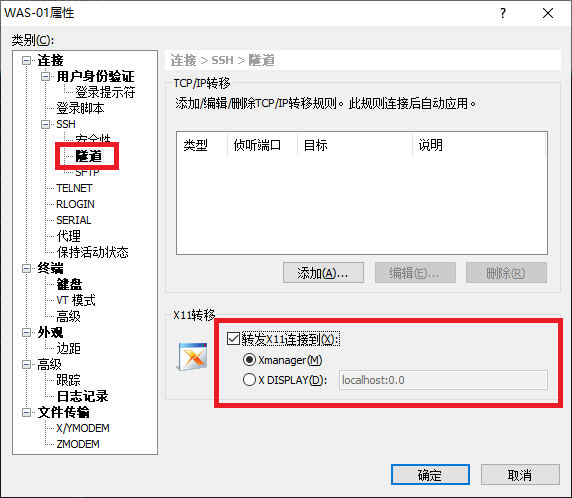 WAS-01属性
类别(C):
连接
用户身份验证
登录提示符
登录脚本
SSH
安全性
隧道
SFTP
TELNET
RLOGIN
SERIAL
代理
保持活动状态
终端
键盘
VT 模式
高级
外观
边距
高级
跟踪
日志记录
文件传输
X/YMODEM
ZMODEM
连接 > SSH > 隧道
TCP/IP转移
添加/编辑/删除TCP/IP转移规则。此规则连接后自动应用。
类型 侦听端口 目标 说明
添加(A)... 编辑(E)... 删除(R)
X11转移
转发X11连接到(X):
Xmanager(M)
X DISPLAY(D): localhost:0.0
确定 取消